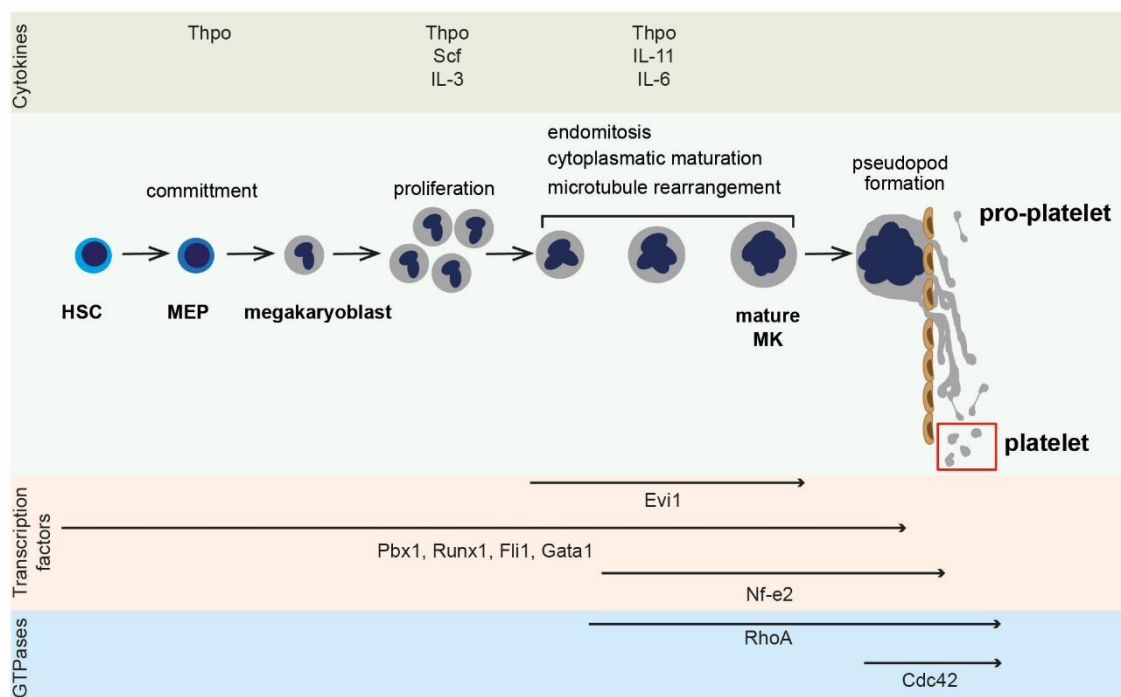 Cytokines
Thpo
Thpo
Scf
IL-3
Thpo
IL-11
IL-6
committment
proliferation
endomitosis
cytoplasmatic maturation
microtubule rearrangement
pseudopod
formation
pro-platelet
HSC
MEP
megakaryoblast
mature
MK
platelet
Transcription
factors
Evi1
Pbx1, Runx1, Fli1, Gata1
Nf-e2
GTPases
RhoA
Cdc42